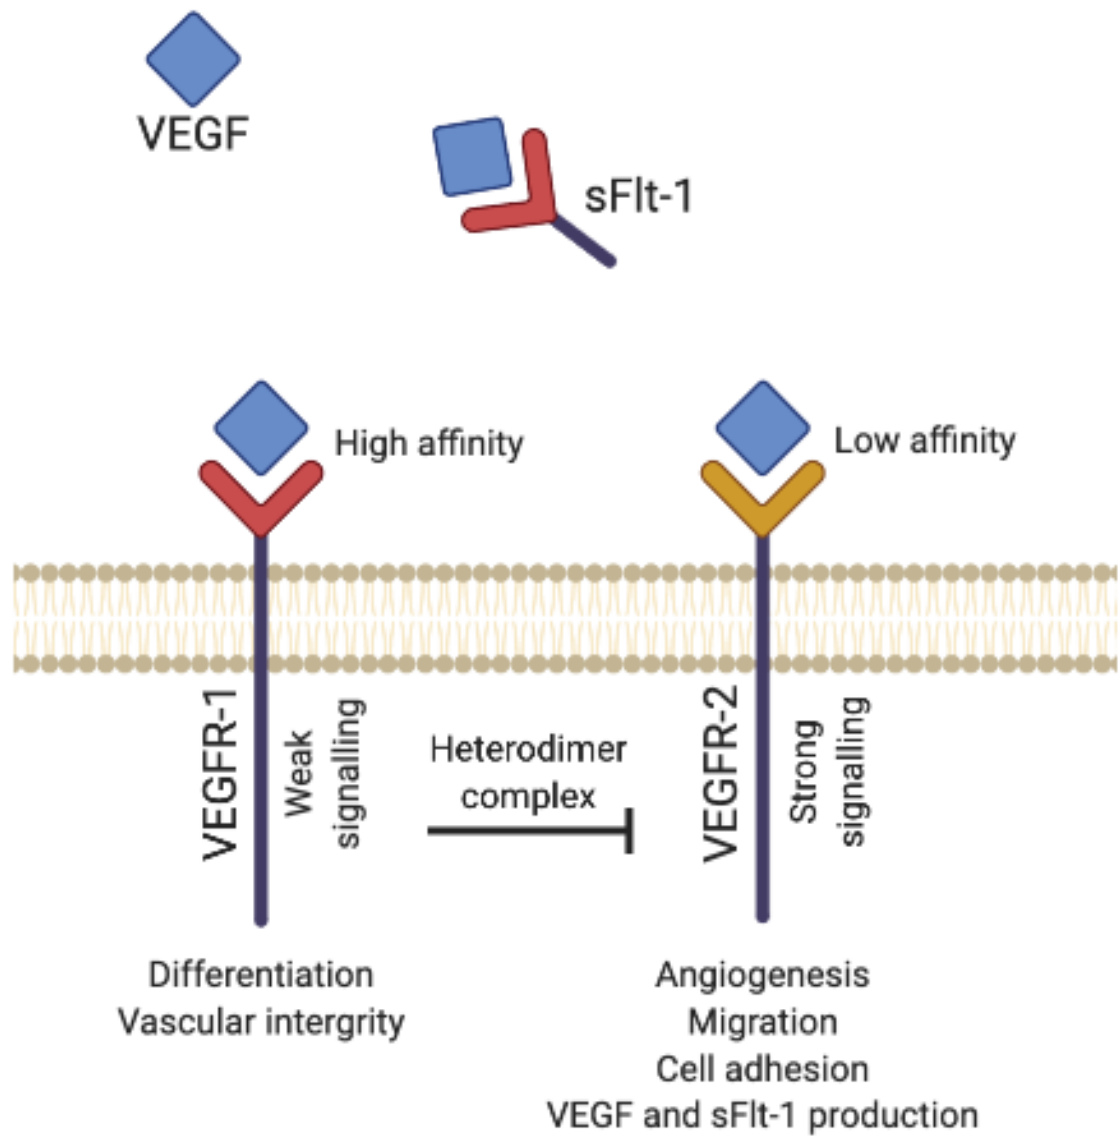 VEGF
sFlt-1
High affinity
Low affinity
VEGFR-1
Weak
signalling
Heterodimer
complex
VEGFR-2
Strong
signalling
Differentiation
Vascular intergrity
Angiogenesis
Migration
Cell adhesion
VEGF and sFlt-1 production